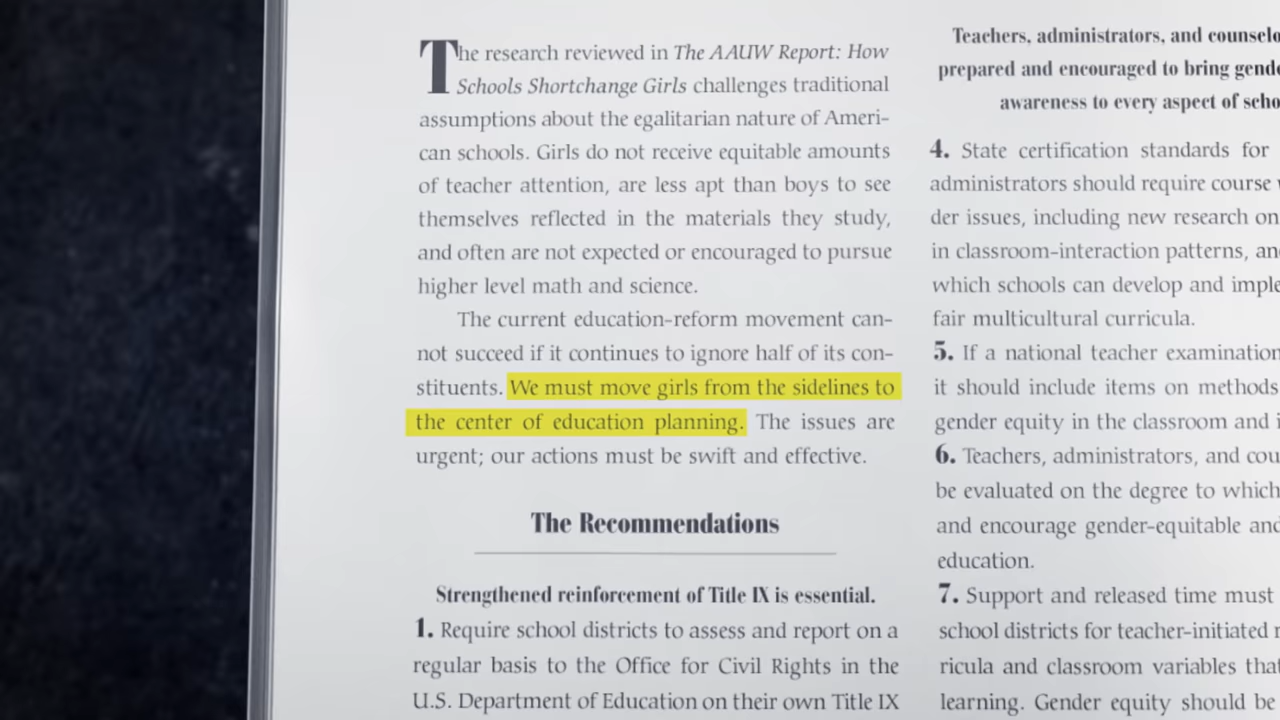 The research reviewed in The AAUW Report: How
Schools Shortchange Girls challenges traditional
assumptions about the egalitarian nature of Ameri-
can schools. Girls do not receive equitable amounts
of teacher attention, are less apt than boys to see
themselves reflected in the materials they study,
and often are not expected or encouraged to pursue
higher level math and science.
The current education-reform movement can-
not succeed if it continues to ignore half of its con-
stituents. We must move girls from the sidelines to
the center of education planning. The issues are
urgent; our actions must be swift and effective.
The Recommendations
Strengthened reinforcement of Title IX is essential.
1. Require school districts to assess and report on a
regular basis to the Office for Civil Rights in the
U.S. Department of Education on their own Title IX
Teachers, administrators, and
prepared and encouraged to bring
awareness to every aspect of
4. State certification standards for
administrators should require course
der issues, including new research on
in classroom-interaction patterns,
which schools can develop and
fair multicultural curricula.
5. If a national teacher examination
it should include items on methods
gender equity in the classroom and
6. Teachers, administrators, and
be evaluated on the degree to which
and encourage gender-equitable
education.
7. Support and released time must
school districts for teacher-initiated
ricula and classroom variables
learning. Gender equity should be